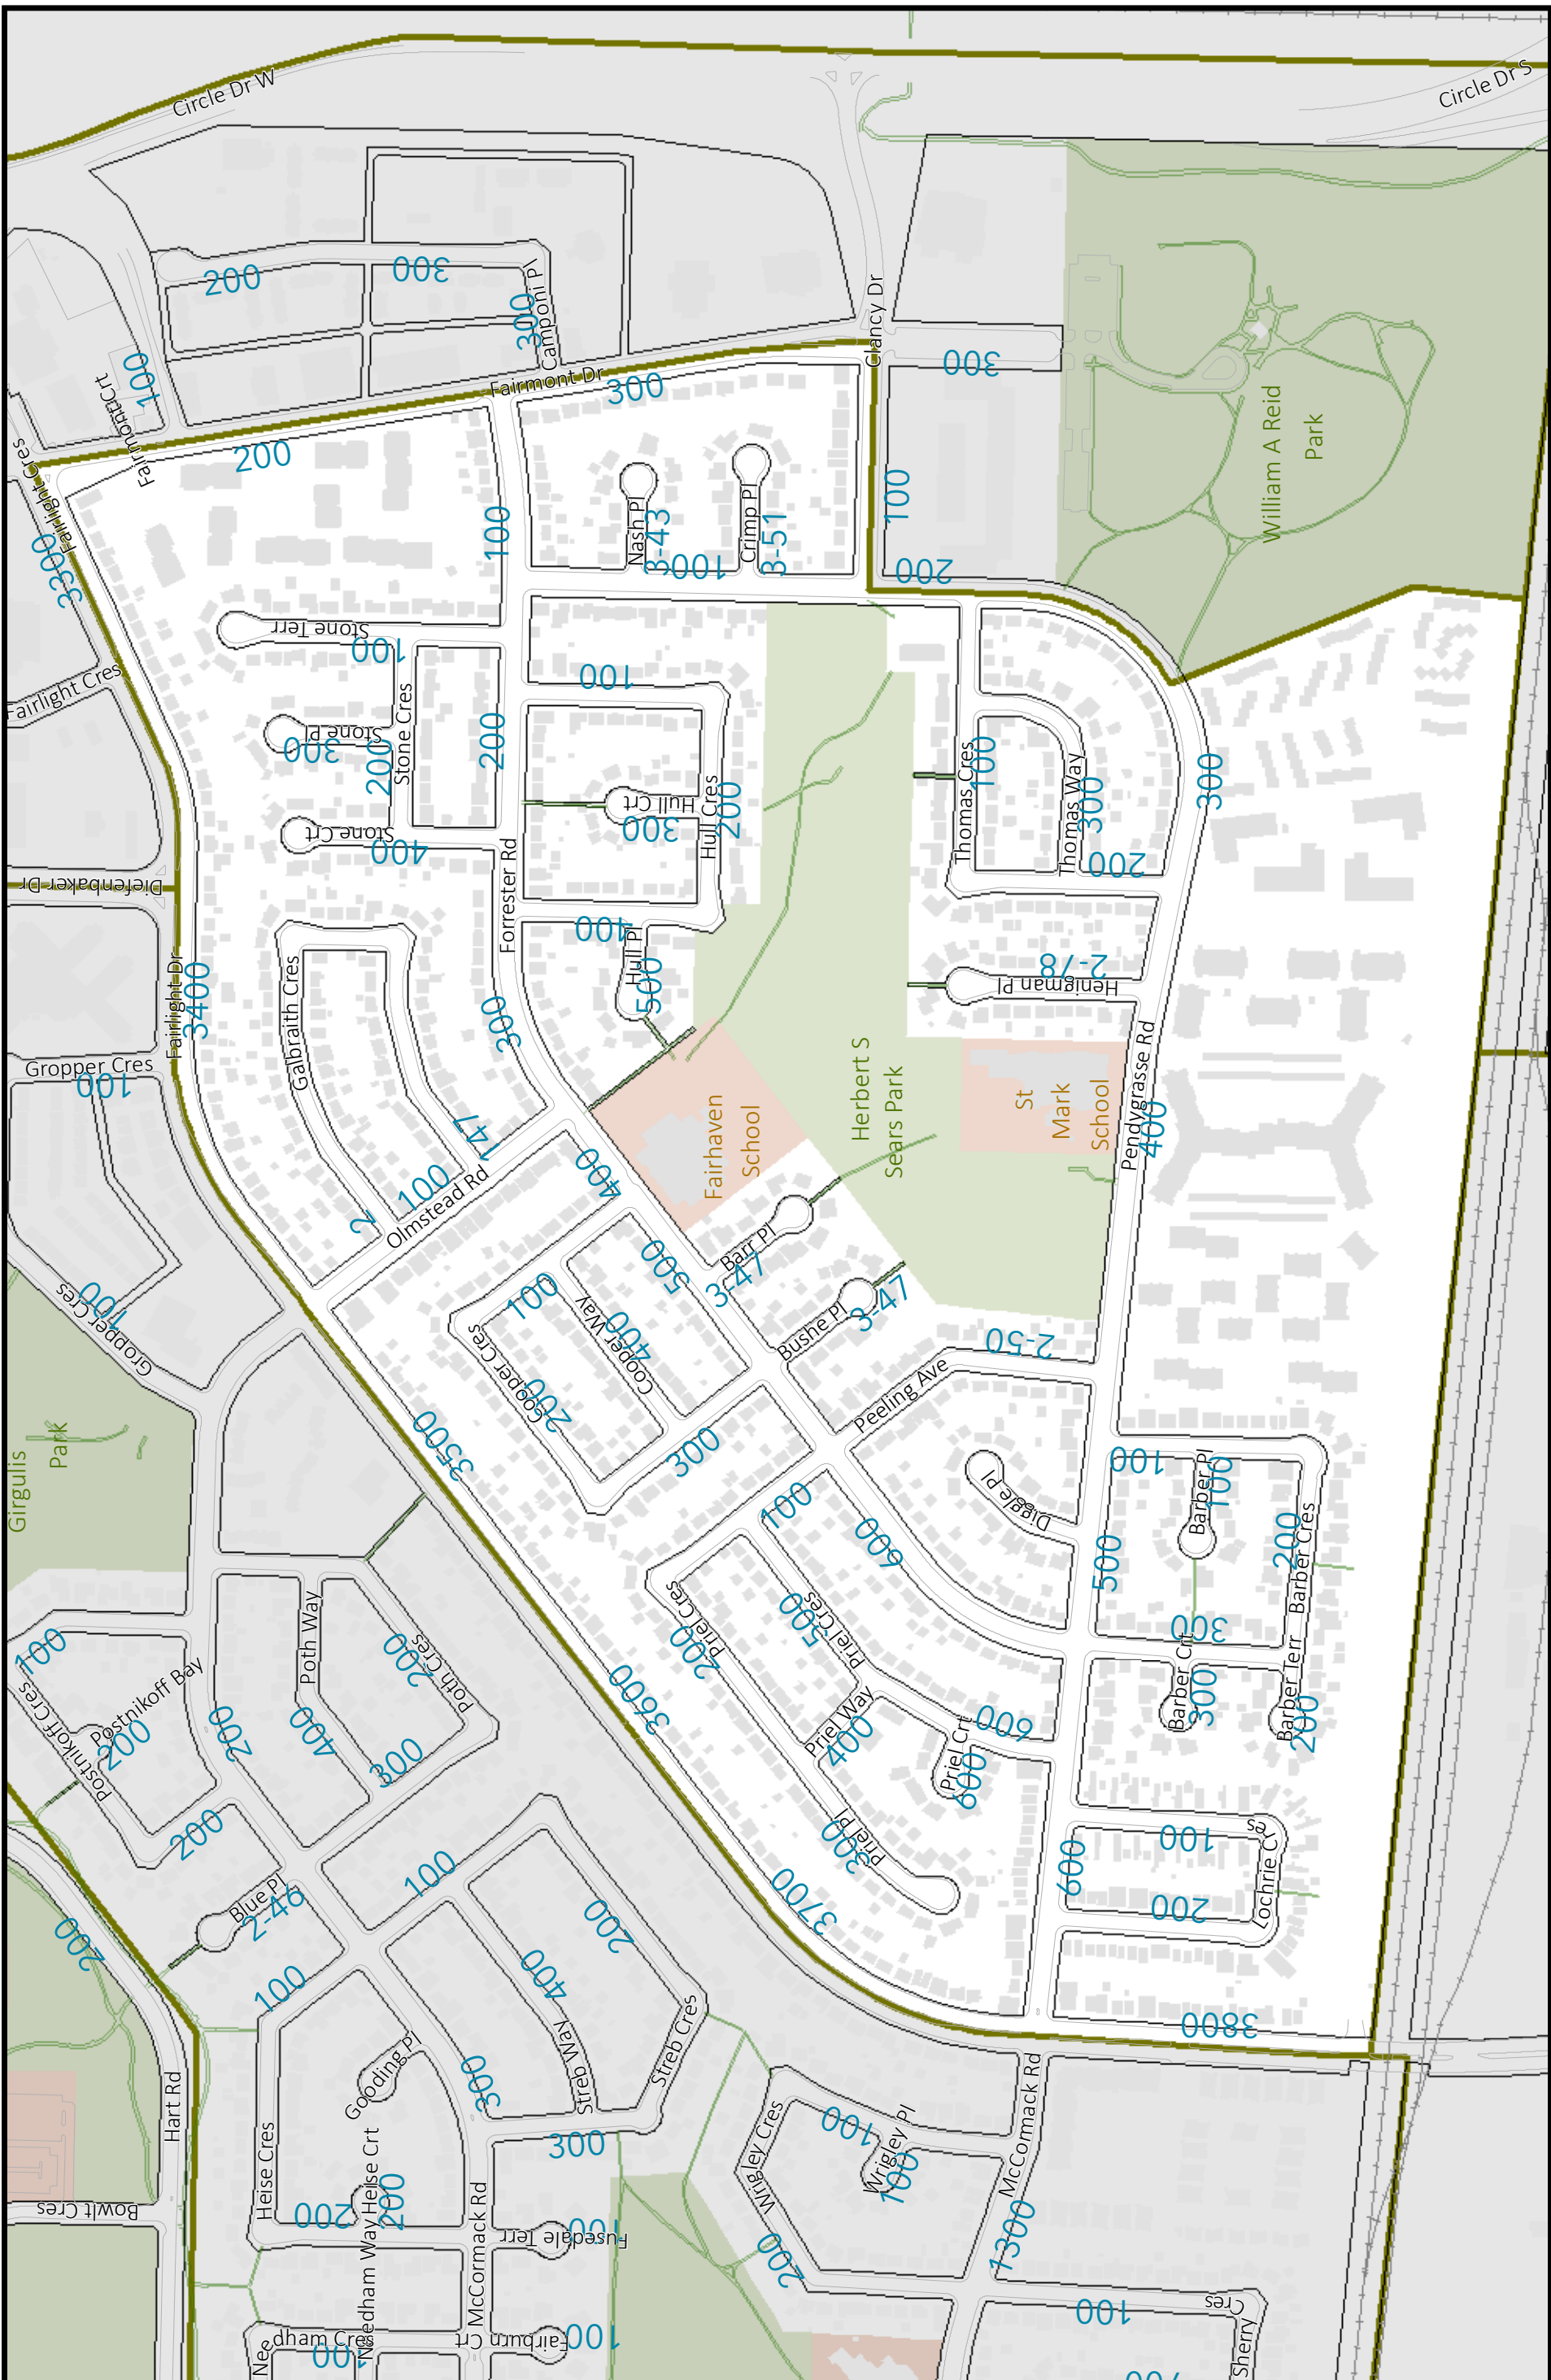 Circle Dr W
Circle Dr S
200
300
300
Camponi Pl
Clancy Dr
300
Fairmont Dr
300
100
Fairmont Crt
Fairlight Cres
200
William A Reid
Park
100
100
Nash Pl
3-43
Crimp Pl
3-51
100
200
3300
Fairlight Cres
Stone Terr
100
Fairlight Cres
100
Stone Pl
300
200
Stone Cres
200
Thomas Cres
100
Thomas Way
300
300
Hull Crt
300
Hull Cres
200
Stone Crt
400
200
Diefenbaker Dr
Forrester Rd
400
Hull Pl
500
2-78
Henigman Pl
Fairlight Dr
3400
Galbraith Cres
300
Gropper Cres
100
Pendygrasse Rd
400
Herbert S
Sears Park
St
Mark
School
Fairhaven
School
147
100
2
Olmstead Rd
400
Barr Pl
3-47
500
100
Gropper Cres
100
Cooper Way
400
Cooper Cres
200
Bushe Pl
3-47
2-50
Peeling Ave
300
3500
Girgulis
Park
Diggle Pl
100
Barber Pl
100
200
Barber Cres
100
600
500
300
Poth Way
200
Poth Cres
Priel Cres
200
500
Priel Cres
100
Postnikoff Bay
200
Postnikoff Cres
200
400
300
3600
Priel Way
400
Priel Crt
600
600
Barber Crt
300
Barber Terr
200
200
Priel Pl
300
Blue Pl
2-46
100
200
3700
600
100
Lochrie Cres
200
200
100
400
Streb Way
Streb Cres
3800
Gooding Pl
300
Hart Rd
Heise Cres
Heise Crt
200
200
300
McCormack Rd
Wrigley Cres
100
Wrigley Pl
100
McCormack Rd
1300
Bowlt Cres
Fusedale Terr
100
200
Needham Way
Needham Cres
100
Fairburn Crt
100
100
Sherry Cres